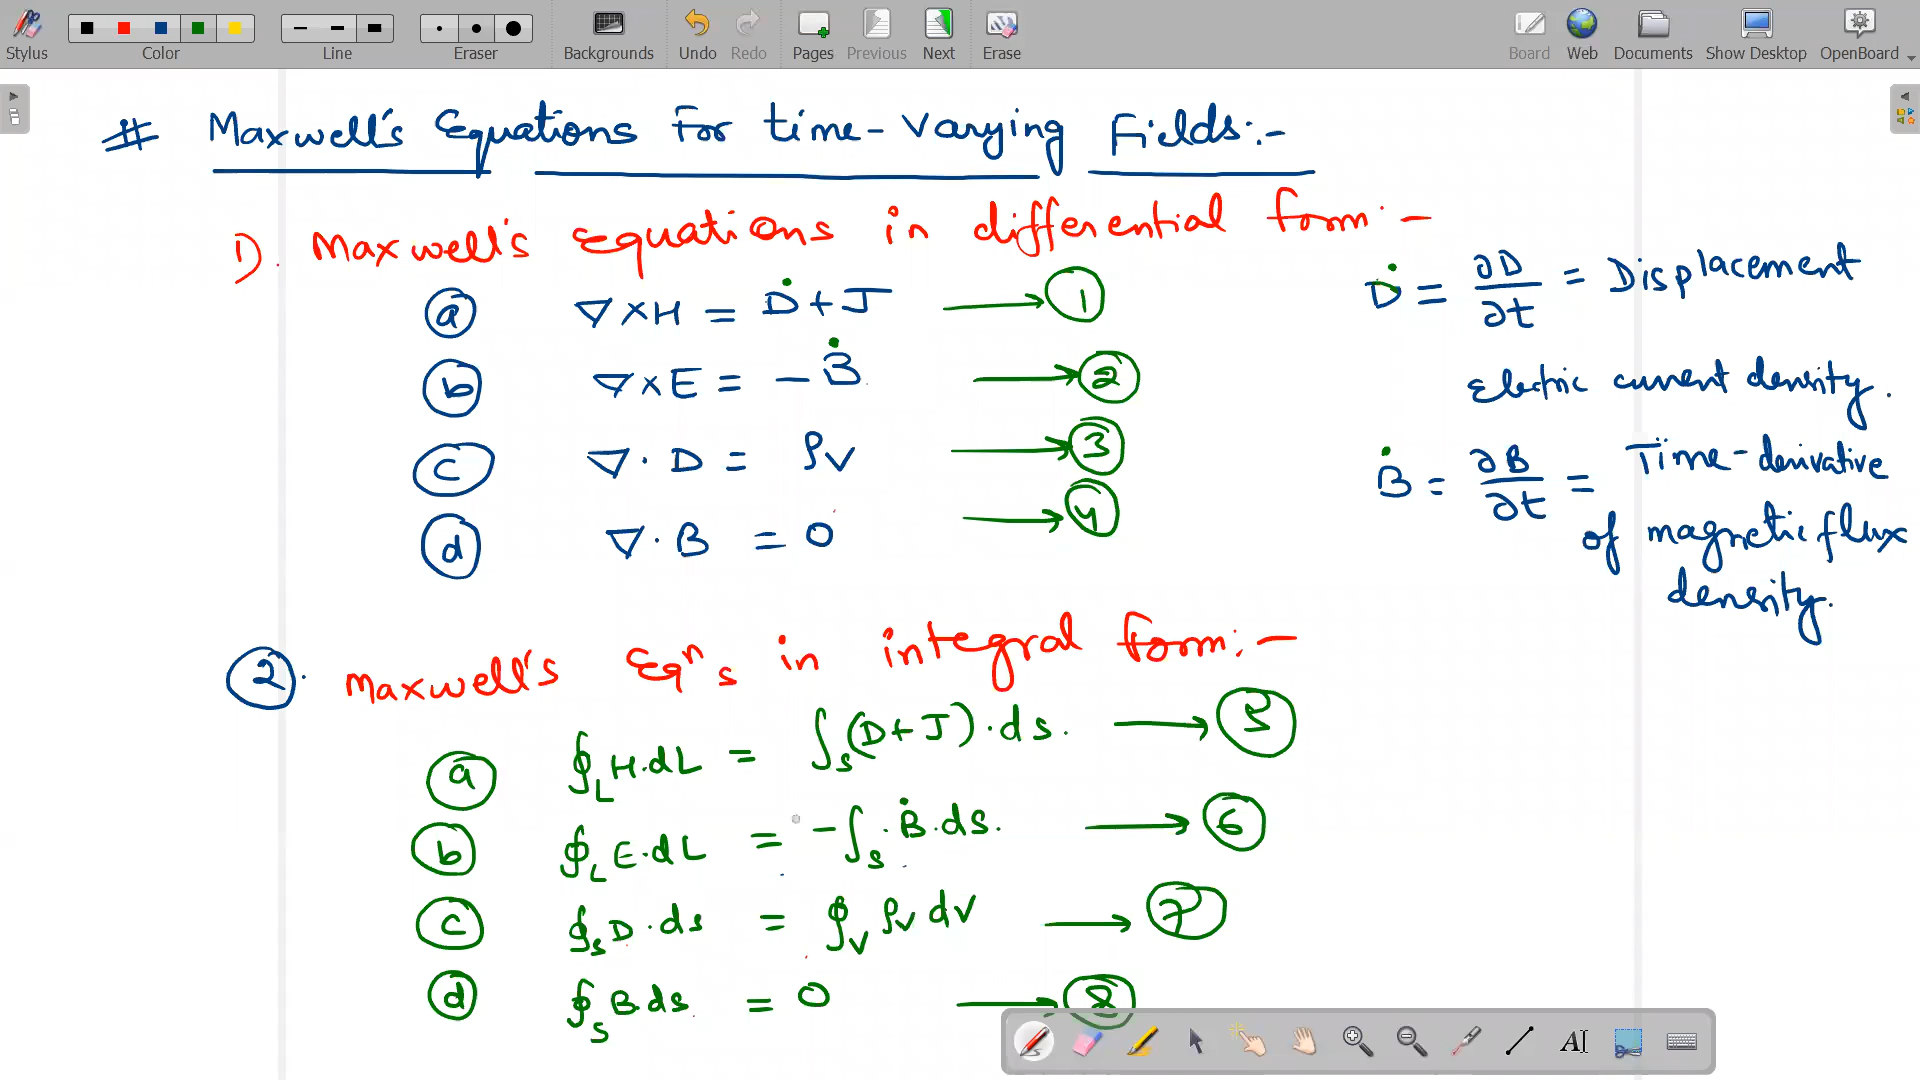 Stylus Color Line Eraser Backgrounds Undo Redo Pages Previous Next Erase Board Web Documents Show Desktop OpenBoard
# Maxwell's Equations For time-varying Fields:-
1). Maxwell's Equations in differential form:-
(a) ∇×H = Ḋ+J → (1)
(b) ∇×E = -Ḃ → (2)
(c) ∇·D = ρv → (3)
(d) ∇·B = 0 → (4)
Ḋ = ∂D/∂t = Displacement
Electric current density.
Ḃ = ∂B/∂t = Time-derivative
of magnetic flux
density.
(2). Maxwell's Eqⁿs in integral form:-
(a) ∮L H·dL = ∫S (D+J)·ds. → (5)
(b) ∮L E·dL = -∫S ·Ḃ·ds. → (6)
(c) ∮S D·ds = ∮V ρv dv → (7)
(d) ∮S B·ds = 0 → (8)